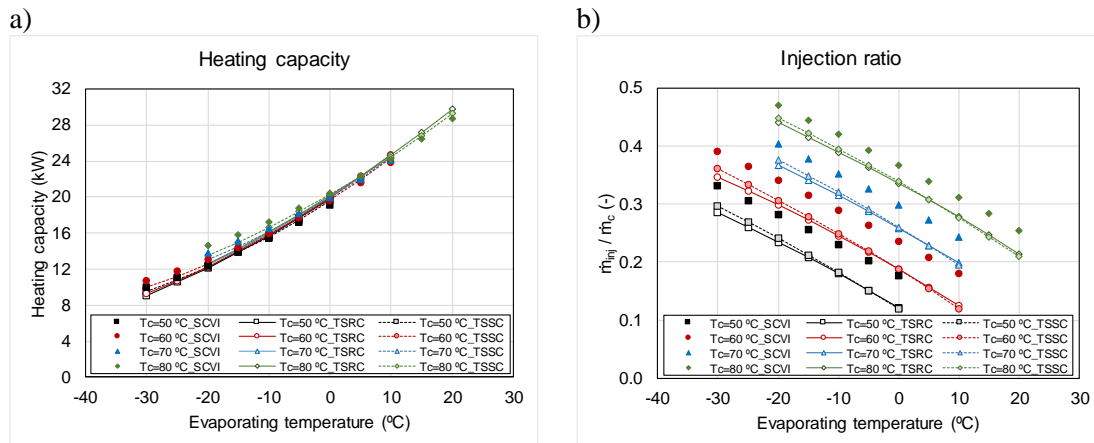 a)
Heating capacity
Heating capacity (kW)
32
28
24
20
16
12
8
4
0
-40
-30
-20
-10
0
10
20
30
Evaporating temperature (ºC)
Tc=50 ºC_SCVI
Tc=50 ºC_TSRC
Tc=50 ºC_TSSC
Tc=60 ºC_SCVI
Tc=60 ºC_TSRC
Tc=60 ºC_TSSC
Tc=70 ºC_SCVI
Tc=70 ºC_TSRC
Tc=70 ºC_TSSC
Tc=80 ºC_SCVI
Tc=80 ºC_TSRC
Tc=80 ºC_TSSC
b)
Injection ratio
ṁinj / ṁc (-)
0.5
0.4
0.3
0.2
0.1
0.0
-40
-30
-20
-10
0
10
20
30
Evaporating temperature (ºC)
Tc=50 ºC_SCVI
Tc=50 ºC_TSRC
Tc=50 ºC_TSSC
Tc=60 ºC_SCVI
Tc=60 ºC_TSRC
Tc=60 ºC_TSSC
Tc=70 ºC_SCVI
Tc=70 ºC_TSRC
Tc=70 ºC_TSSC
Tc=80 ºC_SCVI
Tc=80 ºC_TSRC
Tc=80 ºC_TSSC